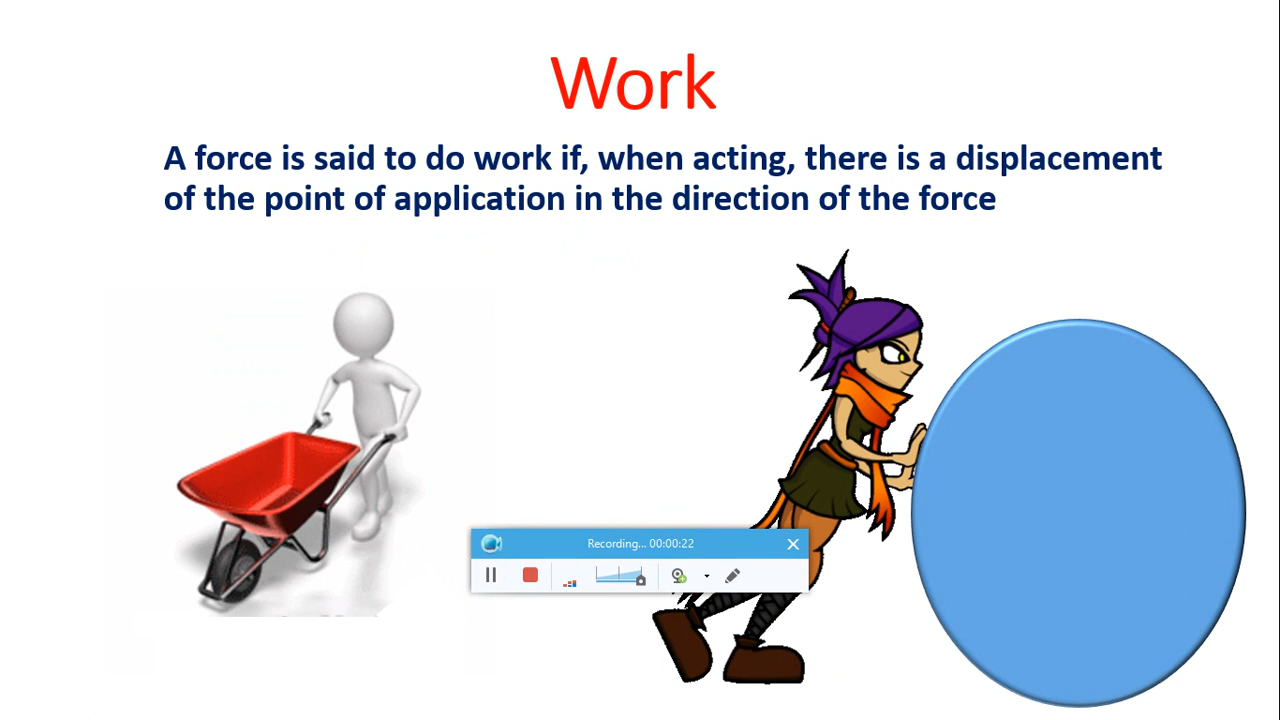 Work
A force is said to do work if, when acting, there is a displacement
of the point of application in the direction of the force
Recording... 00:00:22